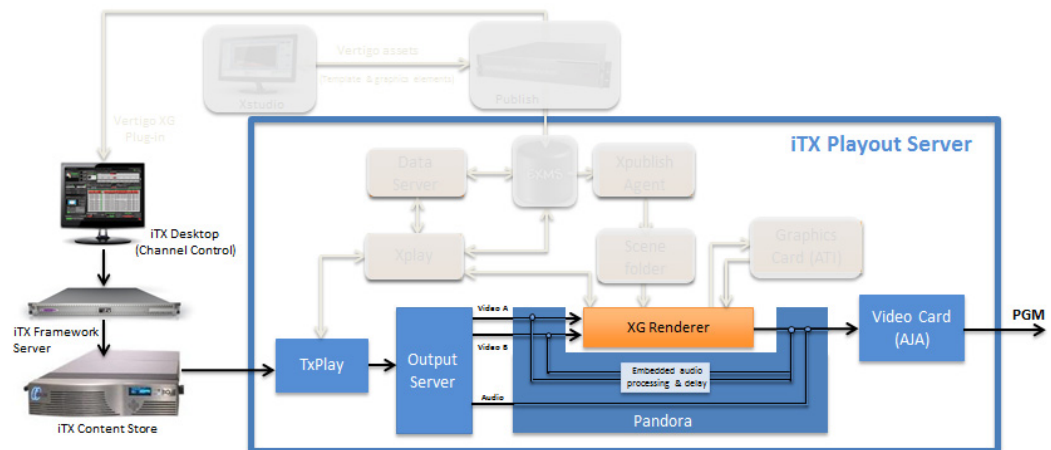 Vertigo assets
(Template & graphics elements)
Xstudio
Publish
Vertigo XG
Plug-in
iTX Playout Server
Data
Server
EXMS
Xpublish
Agent
iTX Desktop
(Channel Control)
Xplay
Scene
folder
Graphics
Card (ATI)
iTX Framework
Server
TxPlay
Output
Server
Video A
Video B
Audio
XG Renderer
Embedded audio
processing & delay
Pandora
Video Card
(AJA)
PGM
iTX Content Store